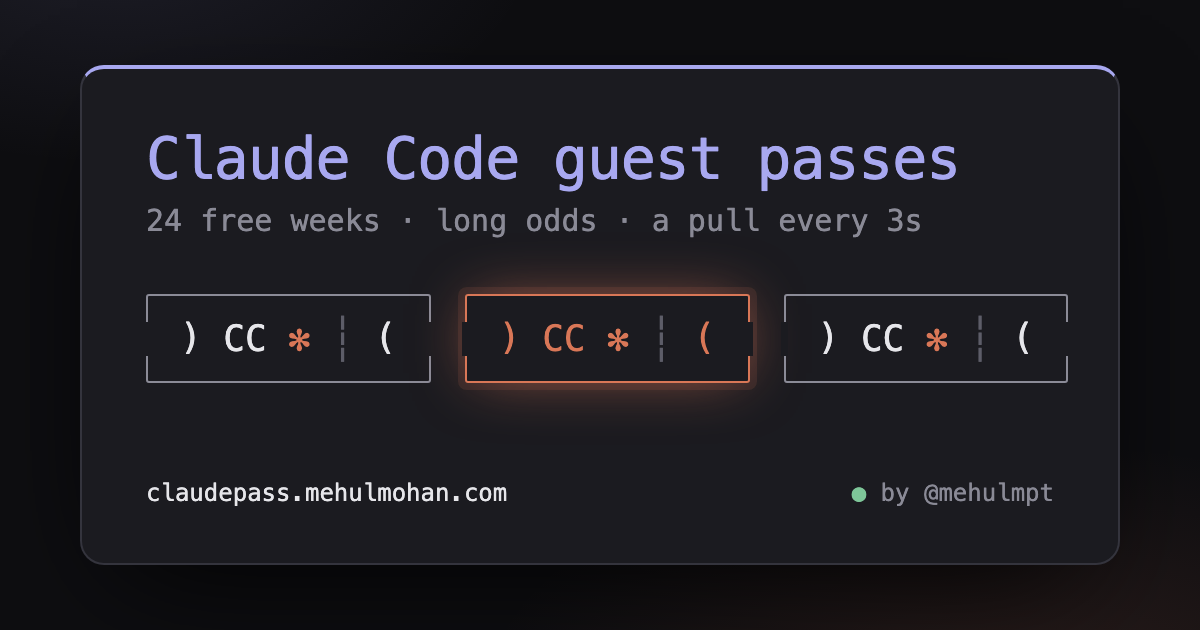 Claude Code guest passes
24 free weeks · long odds · a pull every 3s
) CC ✻ ┊ ( ) CC ✻ ┊ ( ) CC ✻ ┊ (
claudepass.mehulmohan.com ● by @mehulmpt